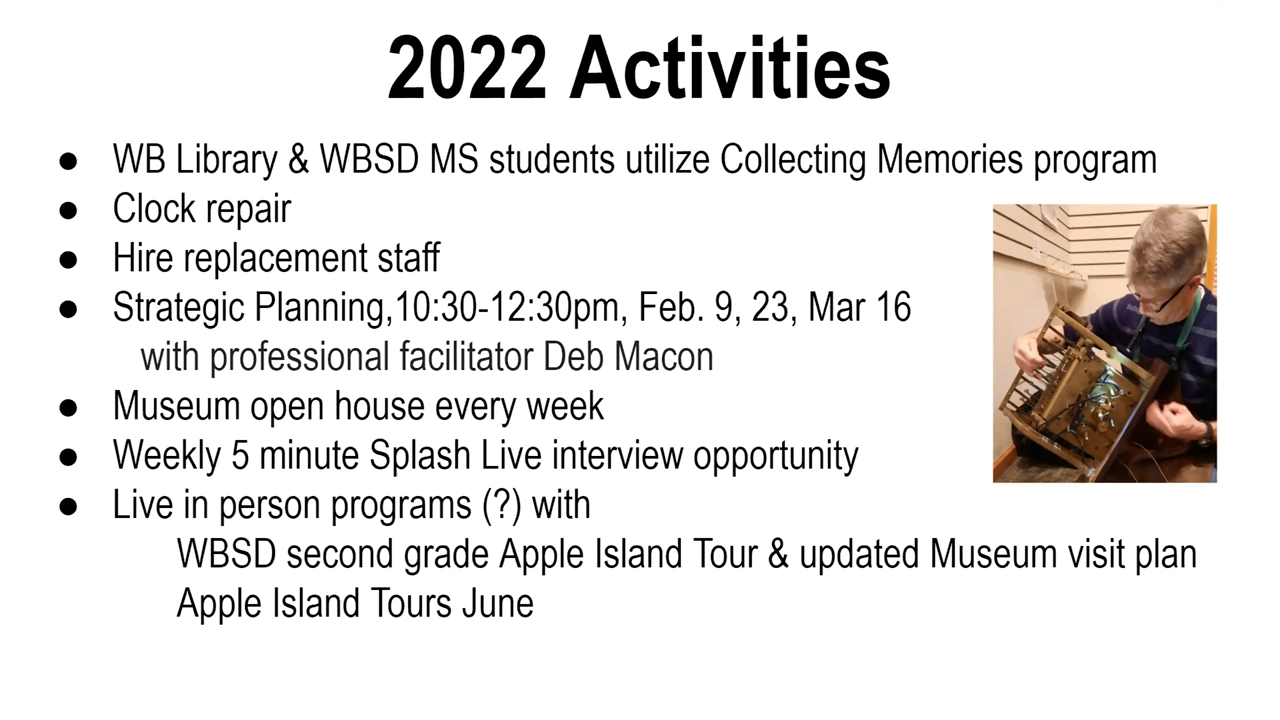 2022 Activities
● WB Library & WBSD MS students utilize Collecting Memories program
● Clock repair
● Hire replacement staff
● Strategic Planning,10:30-12:30pm, Feb. 9, 23, Mar 16
with professional facilitator Deb Macon
● Museum open house every week
● Weekly 5 minute Splash Live interview opportunity
● Live in person programs (?) with
WBSD second grade Apple Island Tour & updated Museum visit plan
Apple Island Tours June